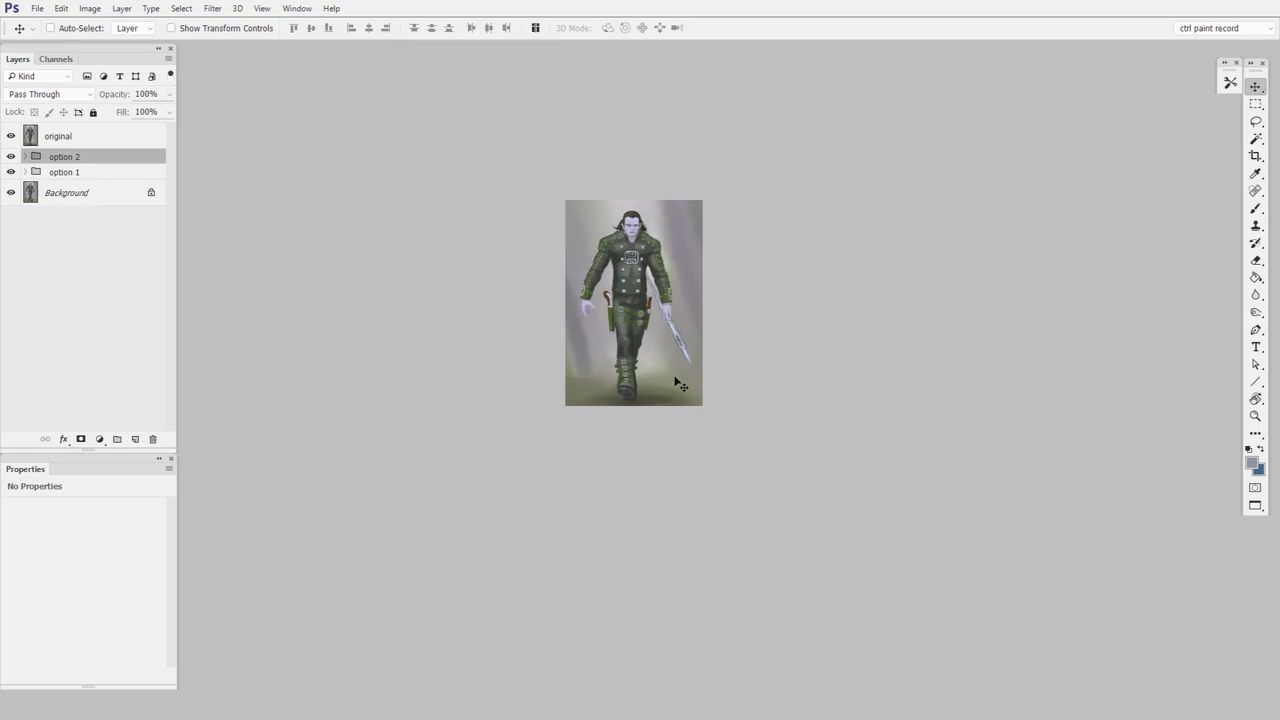 Ps File Edit Image Layer Type Select Filter 3D View Window Help
Auto-Select: Layer Show Transform Controls 3D Mode: ctrl paint record
Layers Channels
Kind
Pass Through Opacity: 100%
Lock: Fill: 100%
original
option 2
option 1
Background
fx
Properties
No Properties